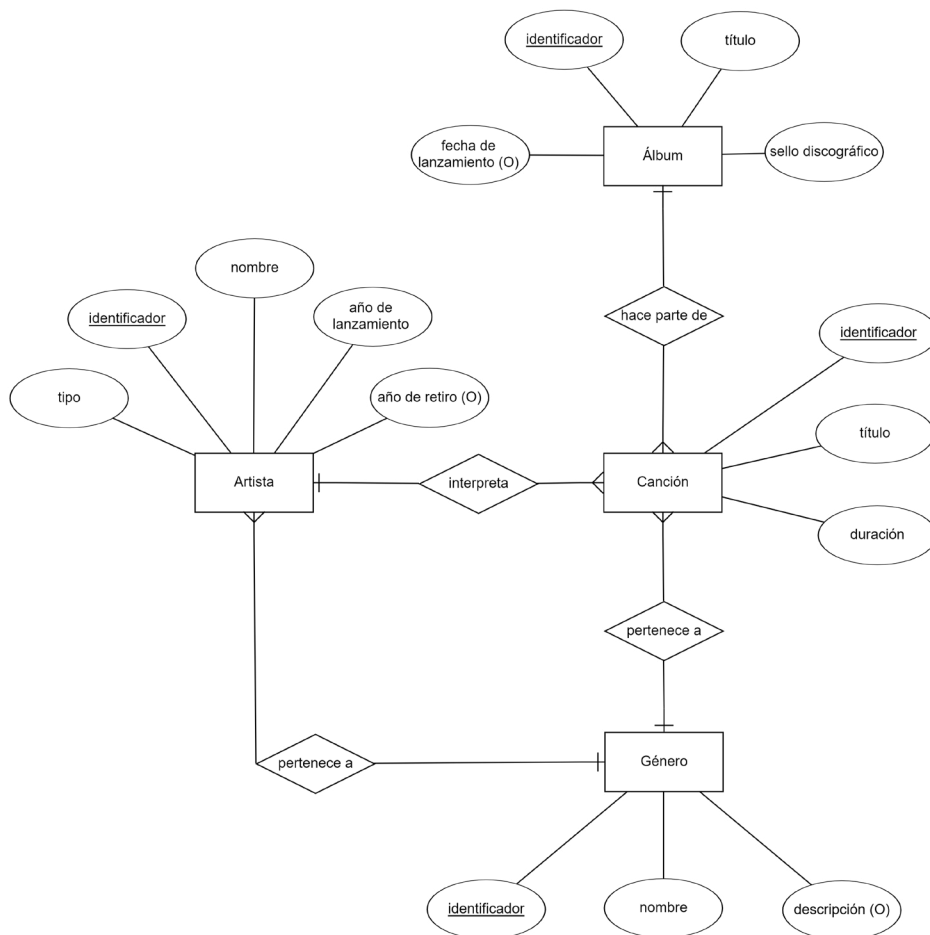 identificador
título
fecha de
lanzamiento (O)
Álbum
sello discográfico
nombre
hace parte de
identificador
año de
lanzamiento
identificador
tipo
año de retiro (O)
título
Artista
interpreta
Canción
duración
pertenece a
pertenece a
Género
identificador
nombre
descripción (O)